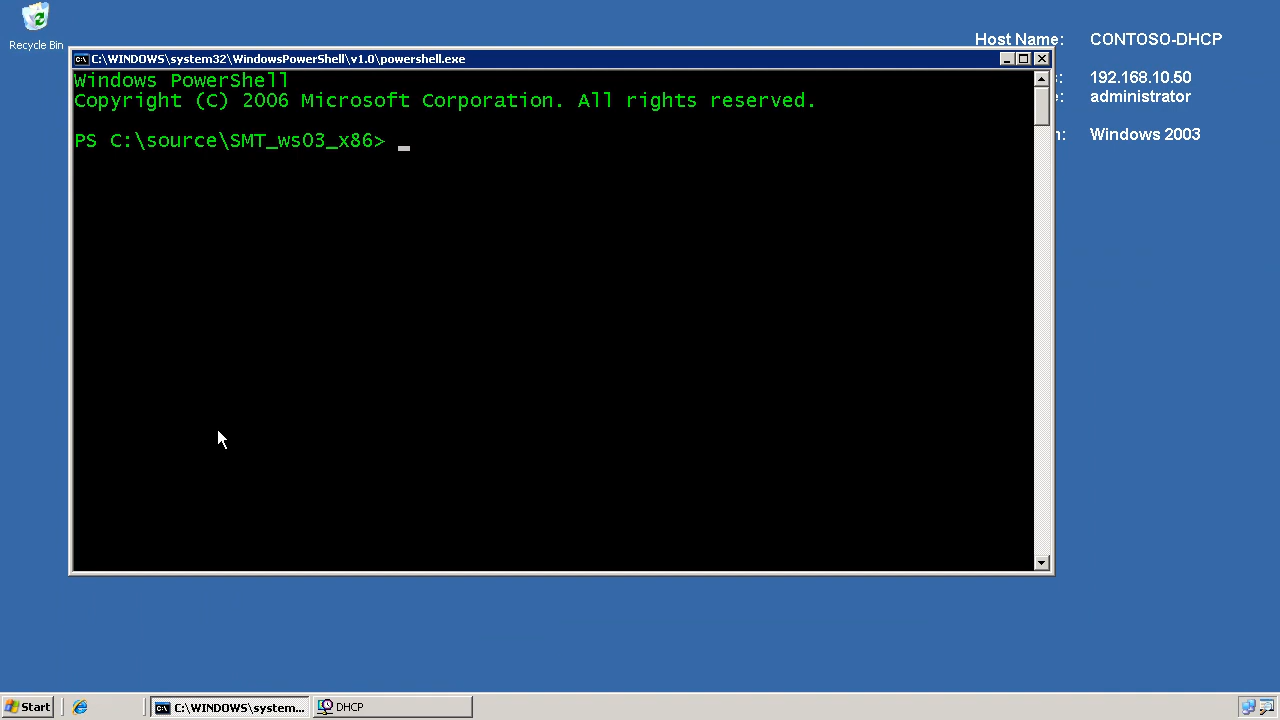 Recycle Bin
Host Name: CONTOSO-DHCP
C:\WINDOWS\system32\WindowsPowerShell\v1.0\powershell.exe
: 192.168.10.50
: administrator
Windows 2003
Windows PowerShell
Copyright (C) 2006 Microsoft Corporation. All rights reserved.
PS C:\source\SMT_ws03_x86> _
Start
C:\WINDOWS\system...
DHCP